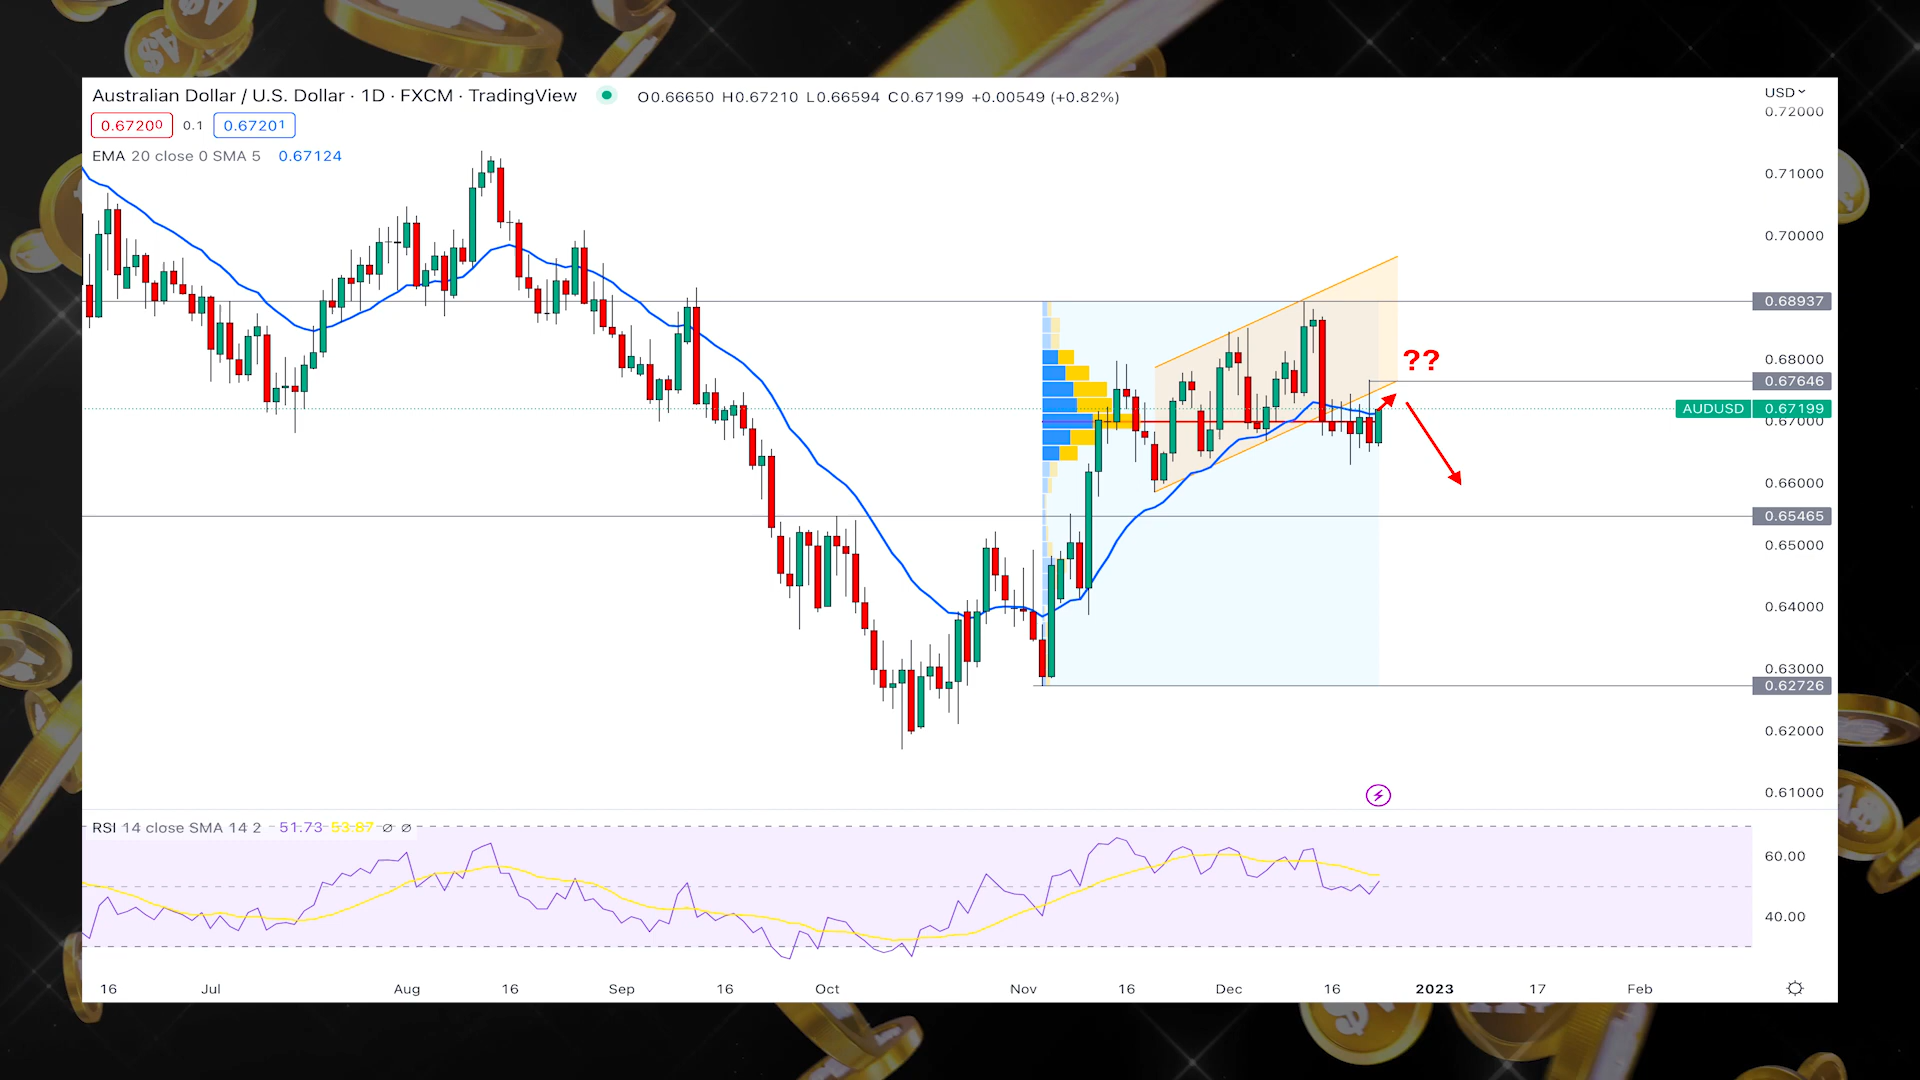 Australian Dollar / U.S. Dollar · 1D · FXCM · TradingView
O0.66650 H0.67210 L0.66594 C0.67199 +0.00549 (+0.82%)
0.67200 0.1 0.67201
EMA 20 close 0 SMA 5 0.67124
USD
0.72000
0.71000
0.70000
0.68937
0.68000
??
0.67646
AUDUSD 0.67199
0.67000
0.66000
0.65465
0.65000
0.64000
0.63000
0.62726
0.62000
0.61000
RSI 14 close SMA 14 2 51.73 53.87 ∅ ∅
60.00
40.00
16 Jul Aug 16 Sep 16 Oct Nov 16 Dec 16 2023 17 Feb